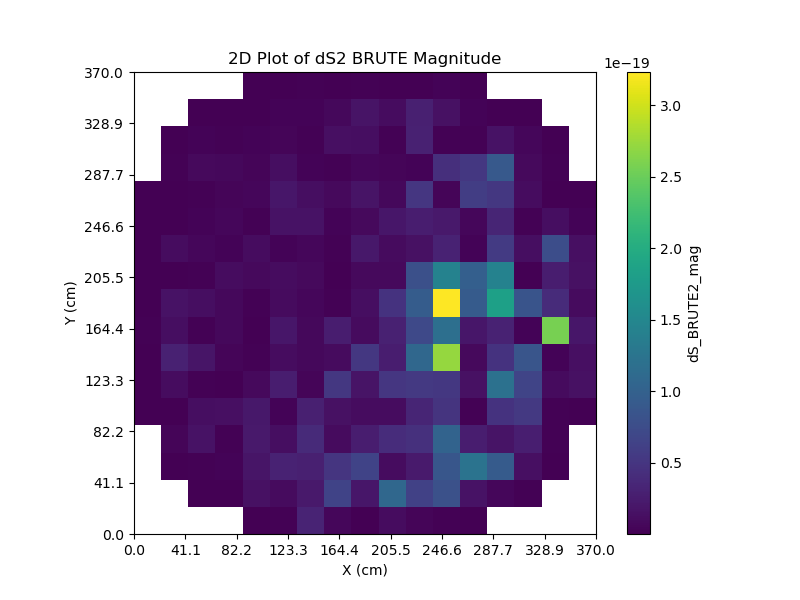 2D Plot of dS2 BRUTE Magnitude
1e−19
370.0
328.9
287.7
246.6
205.5
164.4
123.3
82.2
41.1
0.0
Y (cm)
0.0 41.1 82.2 123.3 164.4 205.5 246.6 287.7 328.9 370.0
X (cm)
3.0
2.5
2.0
1.5
1.0
0.5
dS_BRUTE2_mag